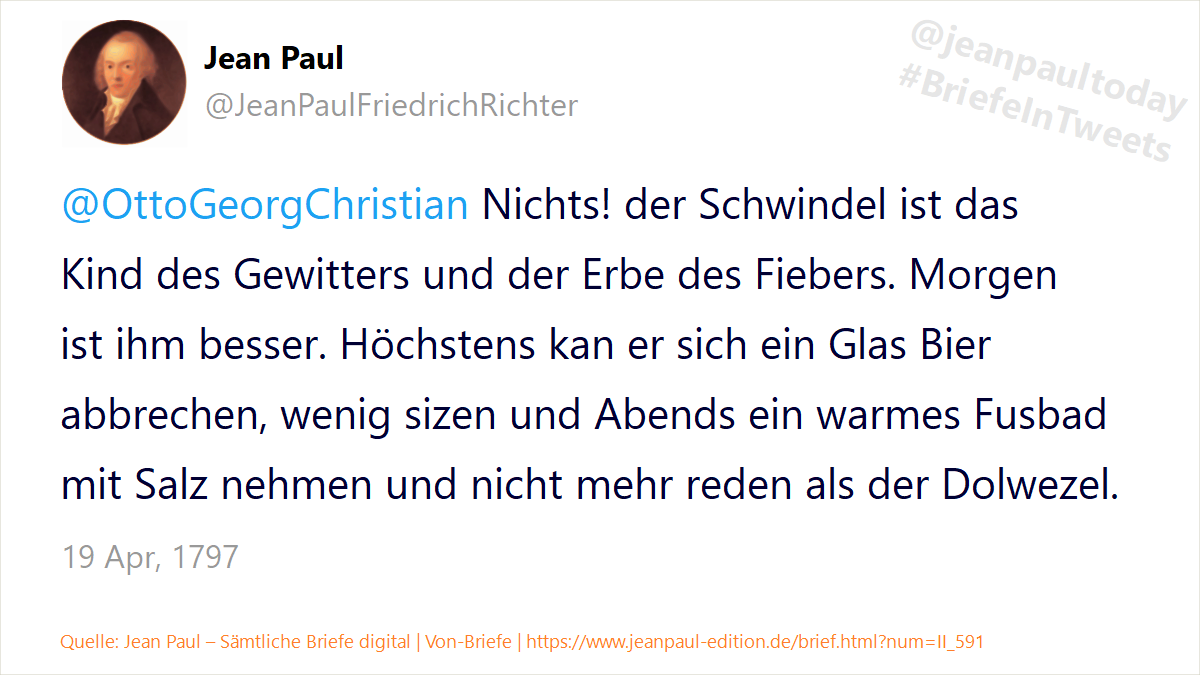 Jean Paul
@JeanPaulFriedrichRichter
@jeanpaultoday
#BriefeInTweets
@OttoGeorgChristian Nichts! der Schwindel ist das
Kind des Gewitters und der Erbe des Fiebers. Morgen
ist ihm besser. Höchstens kan er sich ein Glas Bier
abbrechen, wenig sizen und Abends ein warmes Fusbad
mit Salz nehmen und nicht mehr reden als der Dolwezel.
19 Apr, 1797
Quelle: Jean Paul – Sämtliche Briefe digital | Von-Briefe | https://www.jeanpaul-edition.de/brief.html?num=II_591